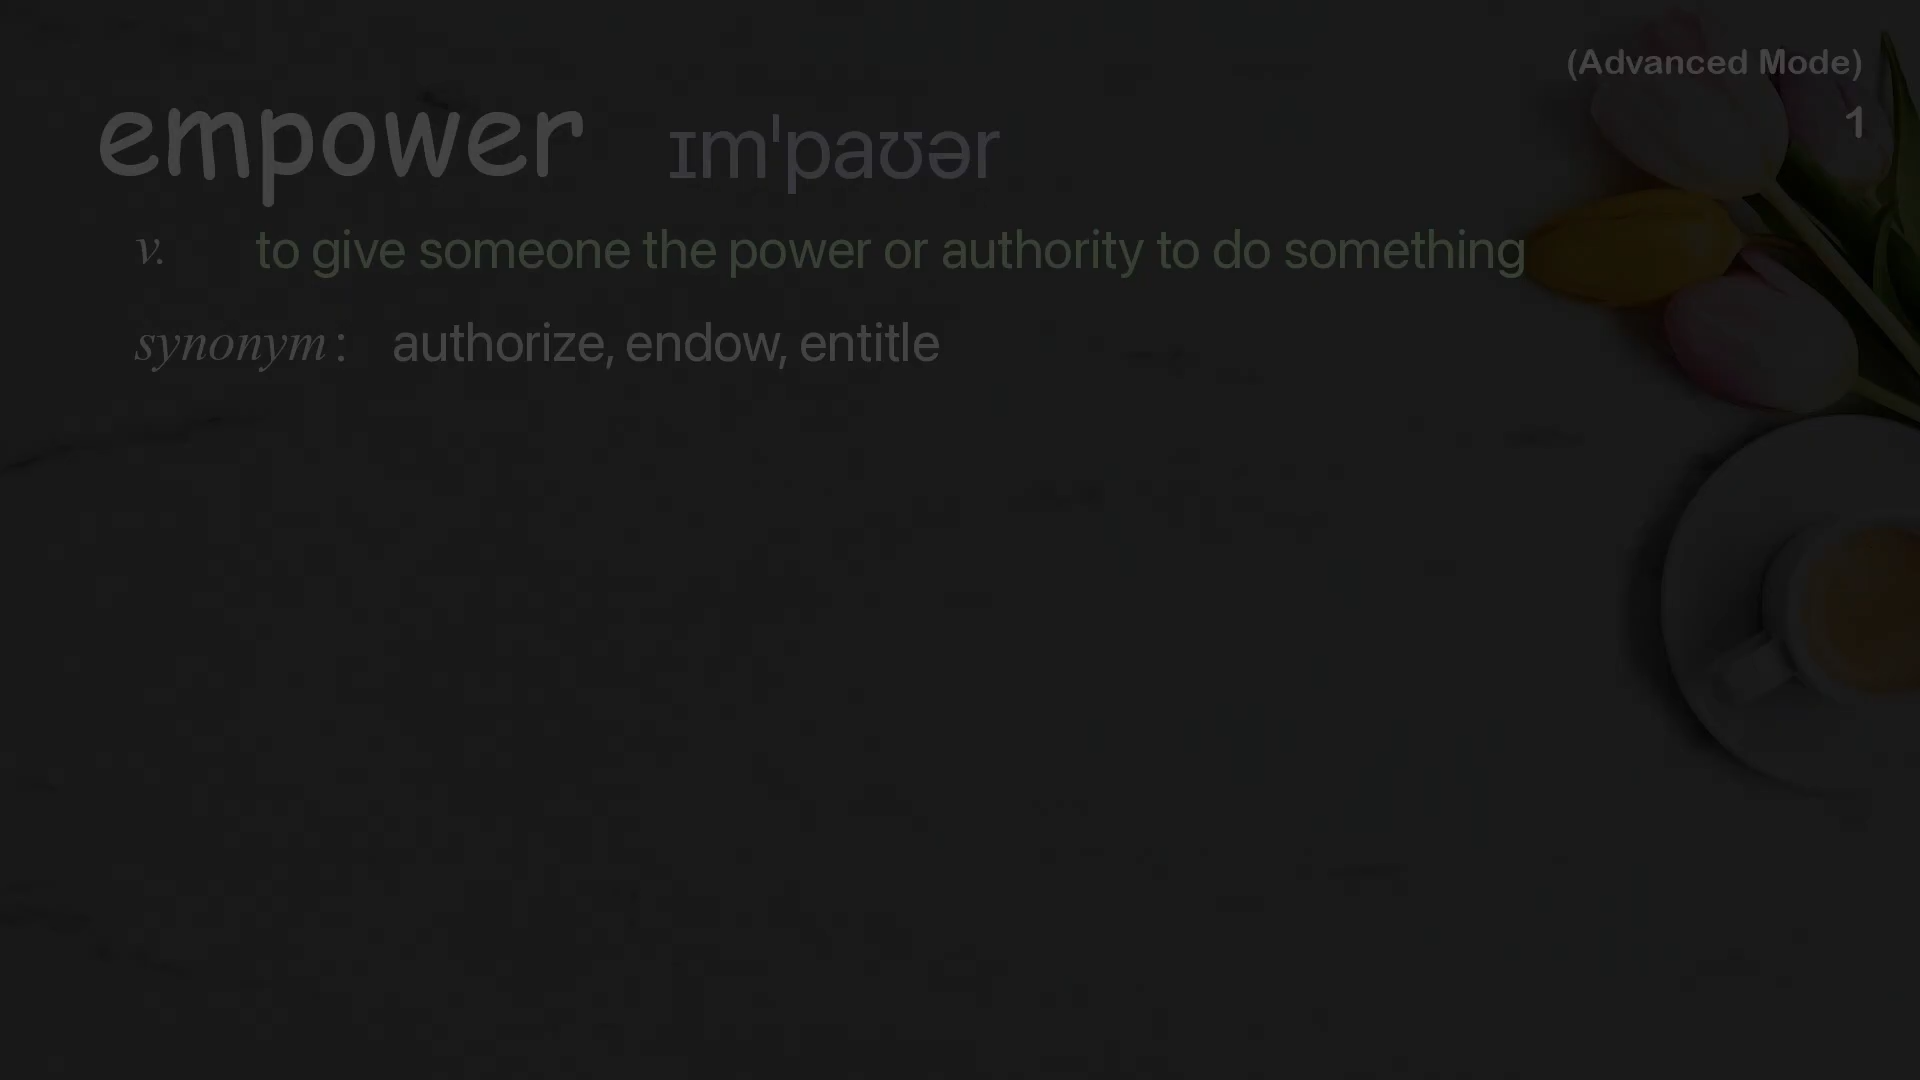 (Advanced Mode)
empower ɪmˈpaʊər
1
v. to give someone the power or authority to do something
synonym: authorize, endow, entitle